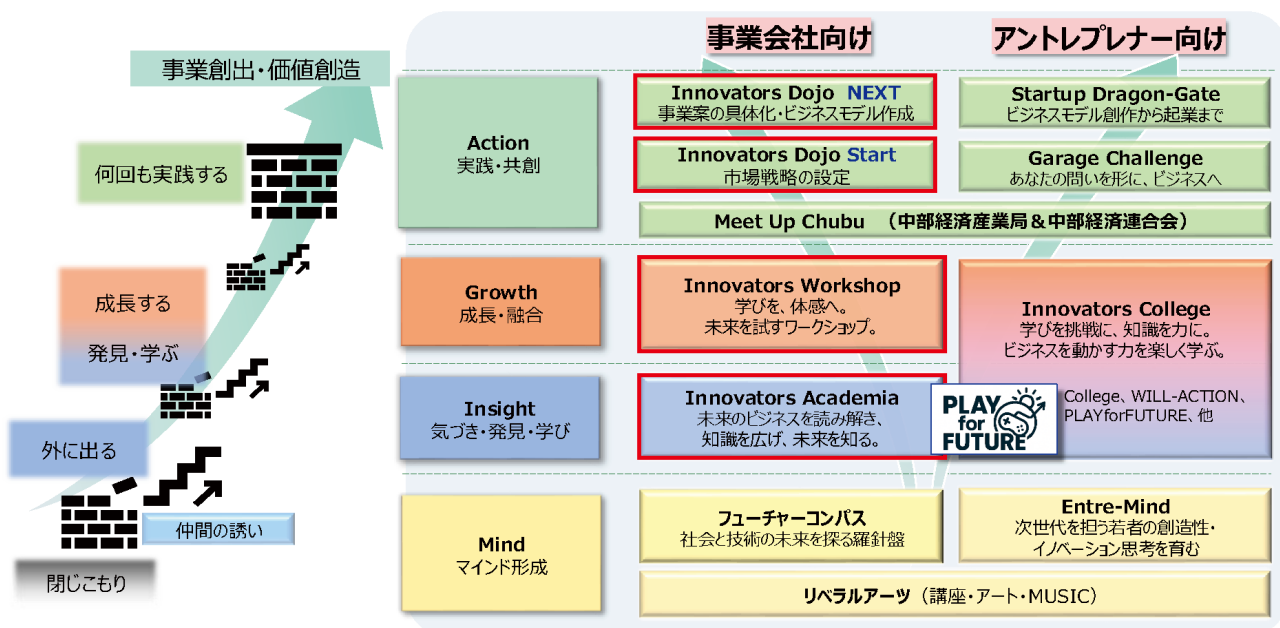 事業創出・価値創造
何回も実践する
成長する
発見・学ぶ
外に出る
仲間の誘い
閉じこもり
事業会社向け
アントレプレナー向け
Action
実践・共創
Innovators Dojo NEXT
事業案の具体化・ビジネスモデル作成
Startup Dragon-Gate
ビジネスモデル創作から起業まで
Innovators Dojo Start
市場戦略の設定
Garage Challenge
あなたの問いを形に、ビジネスへ
Meet Up Chubu （中部経済産業局＆中部経済連合会）
Growth
成長・融合
Innovators Workshop
学びを、体感へ。
未来を試すワークショップ。
Innovators College
学びを挑戦に、知識を力に。
ビジネスを動かす力を楽しく学ぶ。
College、WILL-ACTION、
PLAYforFUTURE、他
Insight
気づき・発見・学び
Innovators Academia
未来のビジネスを読み解き、
知識を広げ、未来を知る。
PLAY
for
FUTURE
Mind
マインド形成
フューチャーコンパス
社会と技術の未来を探る羅針盤
Entre-Mind
次世代を担う若者の創造性・
イノベーション思考を育む
リベラルアーツ（講座・アート・MUSIC）